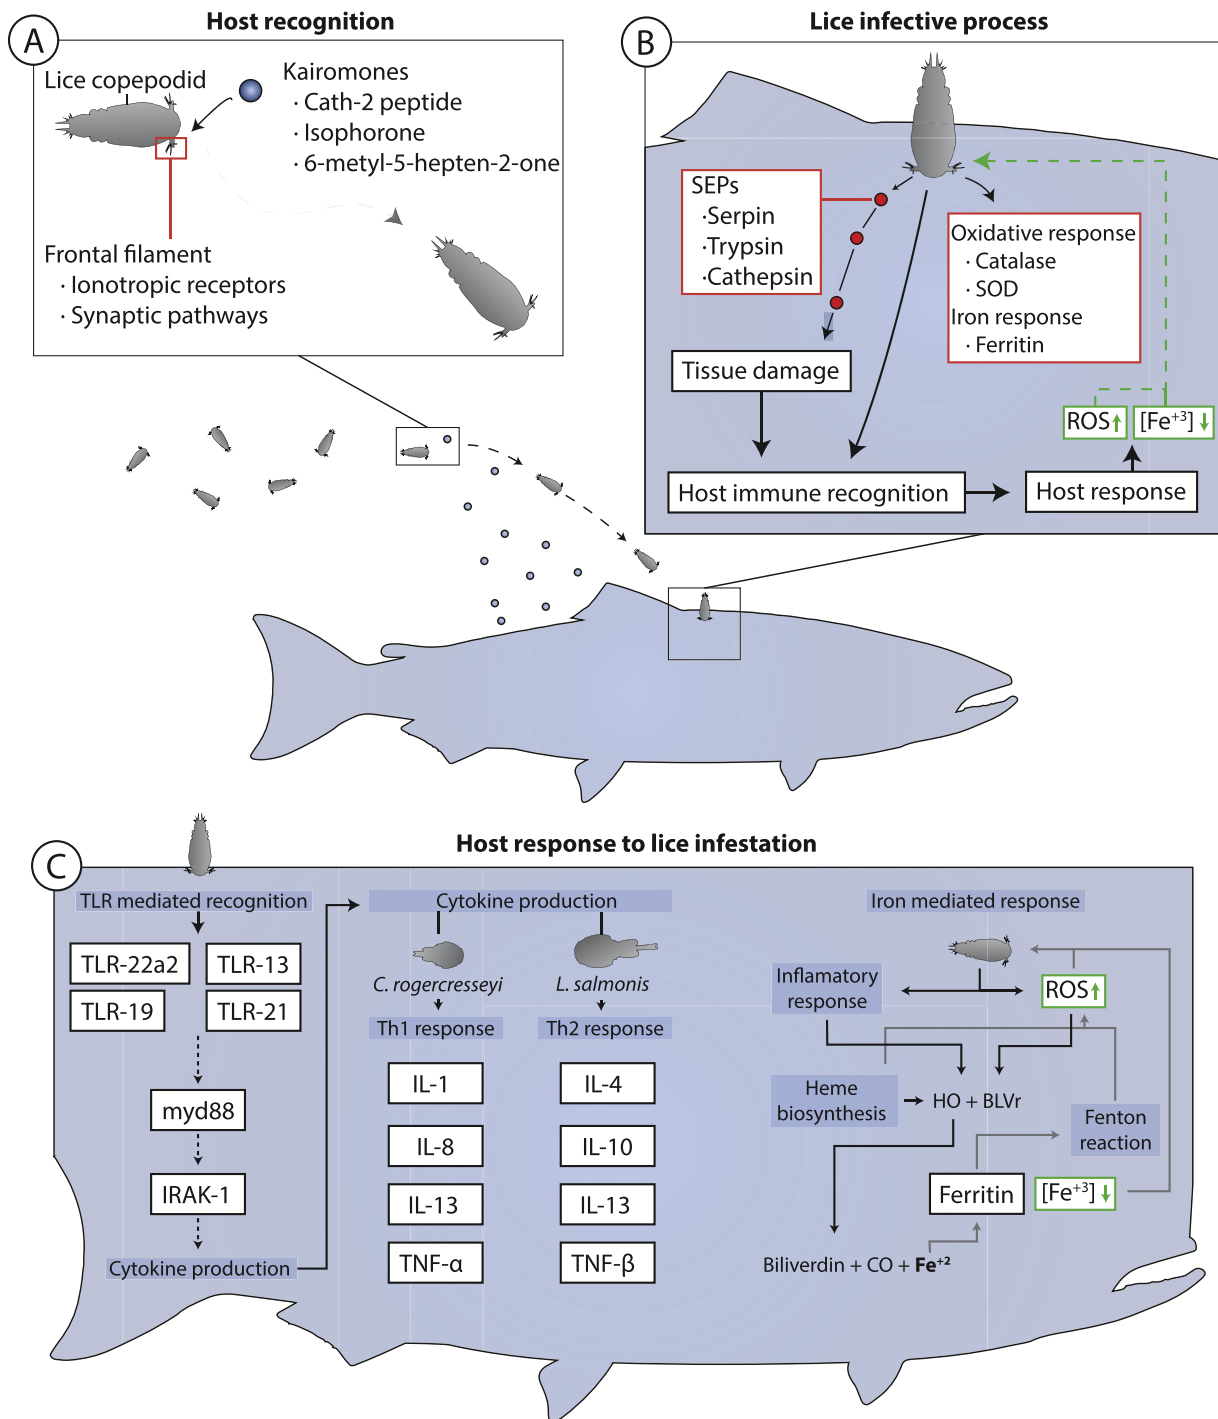 Host recognition
A
Lice copepodid
Kairomones
· Cath-2 peptide
· Isophorone
· 6-metyl-5-hepten-2-one
Frontal filament
· Ionotropic receptors
· Synaptic pathways
Lice infective process
B
SEPs
·Serpin
·Trypsin
·Cathepsin
Oxidative response
· Catalase
· SOD
Iron response
· Ferritin
Tissue damage
ROS↑
[Fe⁺³]↓
Host immune recognition
Host response
Host response to lice infestation
C
TLR mediated recognition
TLR-22a2
TLR-13
TLR-19
TLR-21
myd88
IRAK-1
Cytokine production
Cytokine production
C. rogercresseyi
L. salmonis
Th1 response
Th2 response
IL-1
IL-4
IL-8
IL-10
IL-13
IL-13
TNF-α
TNF-β
Iron mediated response
Inflamatory
response
ROS↑
Heme
biosynthesis
HO + BLVr
Fenton
reaction
Ferritin
[Fe⁺³]↓
Biliverdin + CO + Fe⁺²